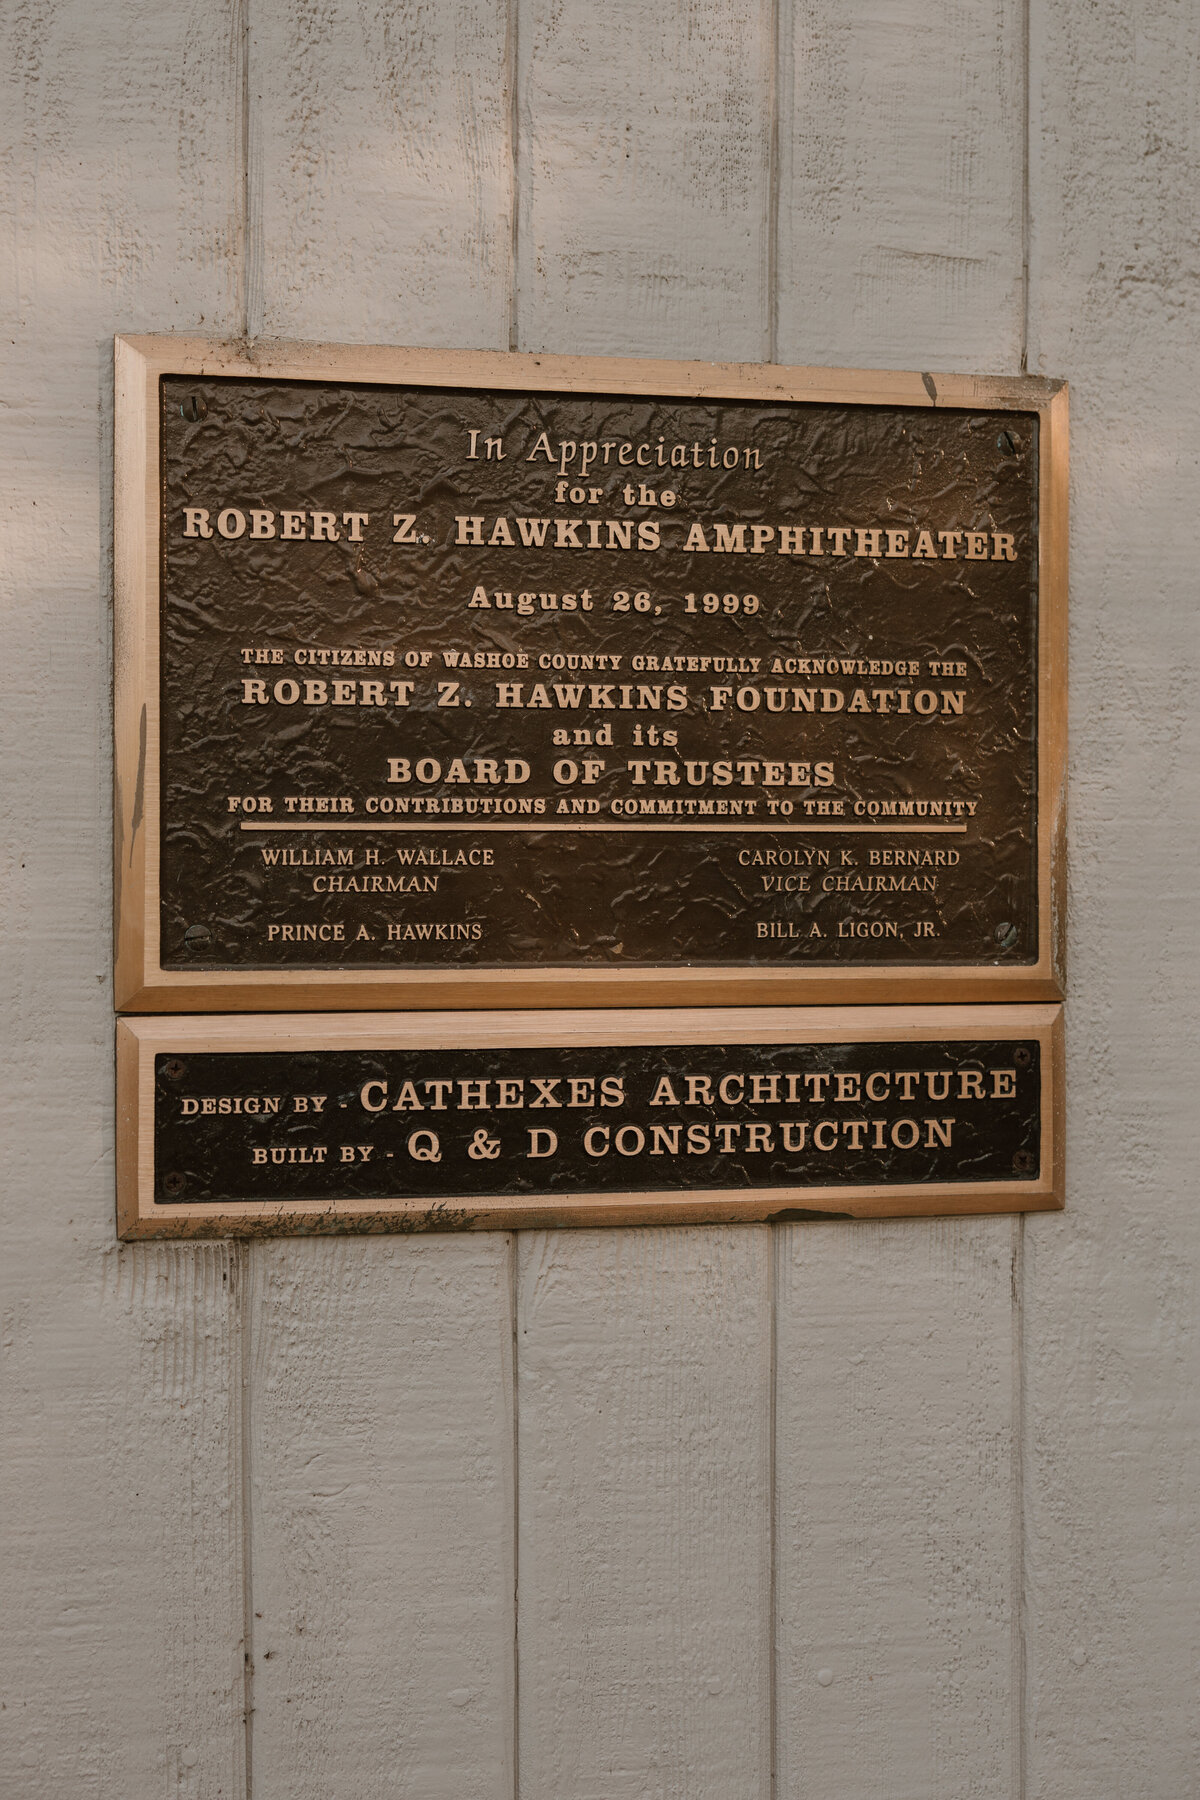 In Appreciation
for the
ROBERT Z. HAWKINS AMPHITHEATER
August 26, 1999
THE CITIZENS OF WASHOE COUNTY GRATEFULLY ACKNOWLEDGE THE
ROBERT Z. HAWKINS FOUNDATION
and its
BOARD OF TRUSTEES
FOR THEIR CONTRIBUTIONS AND COMMITMENT TO THE COMMUNITY
WILLIAM H. WALLACE
CHAIRMAN
CAROLYN K. BERNARD
VICE CHAIRMAN
PRINCE A. HAWKINS
BILL A. LIGON, JR.
DESIGN BY - CATHEXES ARCHITECTURE
BUILT BY - Q & D CONSTRUCTION